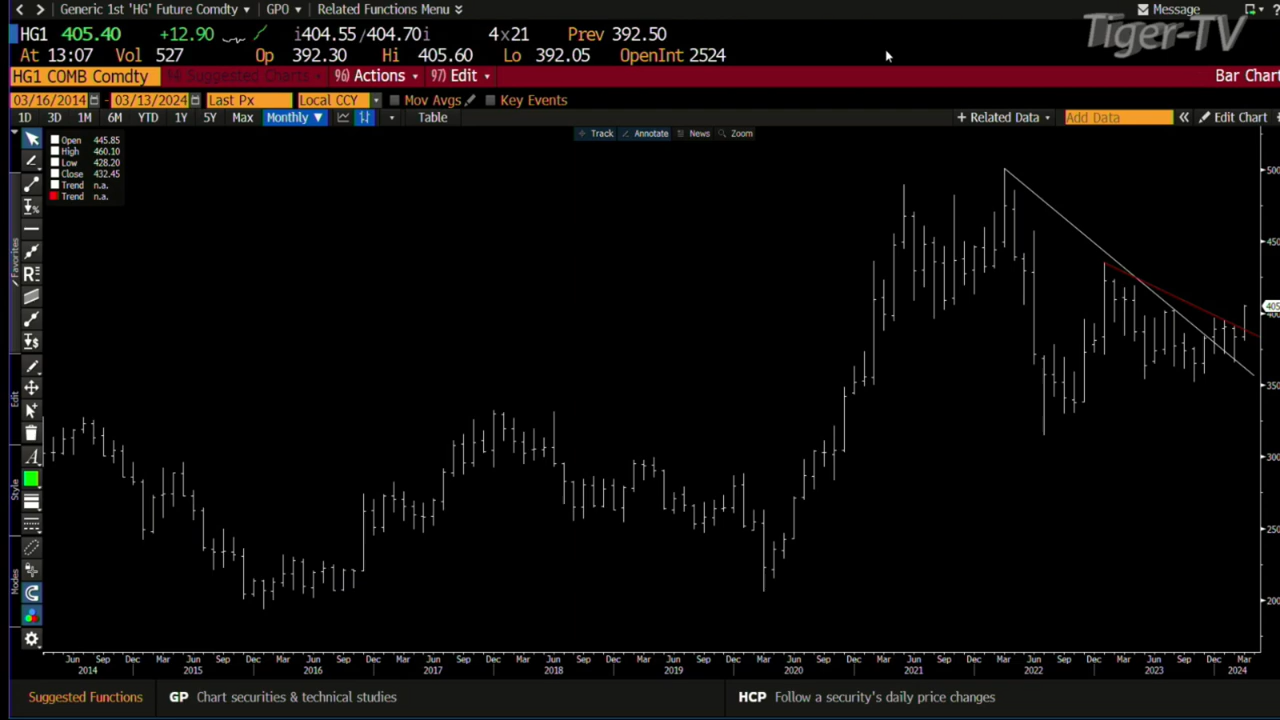 Generic 1st 'HG' Future Comdty GPO Related Functions Menu Message
Tiger-TV
HG1 405.40 +12.90 i404.55/404.70i 4x21 Prev 392.50
At 13:07 Vol 527 Op 392.30 Hi 405.60 Lo 392.05 OpenInt 2524
HG1 COMB Comdty 94) Suggested Charts 96) Actions 97) Edit Bar Chart
03/16/2014 - 03/13/2024 Last Px Local CCY Mov Avgs Key Events
1D 3D 1M 6M YTD 1Y 5Y Max Monthly ▼ Table + Related Data Add Data « Edit Chart
Track Annotate News Zoom
Open 445.85
High 460.10
Low 428.20
Close 432.45
Trend n.a.
Trend n.a.
Favorites
Edit
Style
Modes
500
450
405
400
350
300
250
200
Jun Sep Dec Mar Jun Sep Dec Mar Jun Sep Dec Mar Jun Sep Dec Mar Jun Sep Dec Mar Jun Sep Dec Mar Jun Sep Dec Mar Jun Sep Dec Mar Jun Sep Dec Mar Jun Sep Dec Mar
2014 2015 2016 2017 2018 2019 2020 2021 2022 2023 2024
Suggested Functions GP Chart securities & technical studies HCP Follow a security's daily price changes